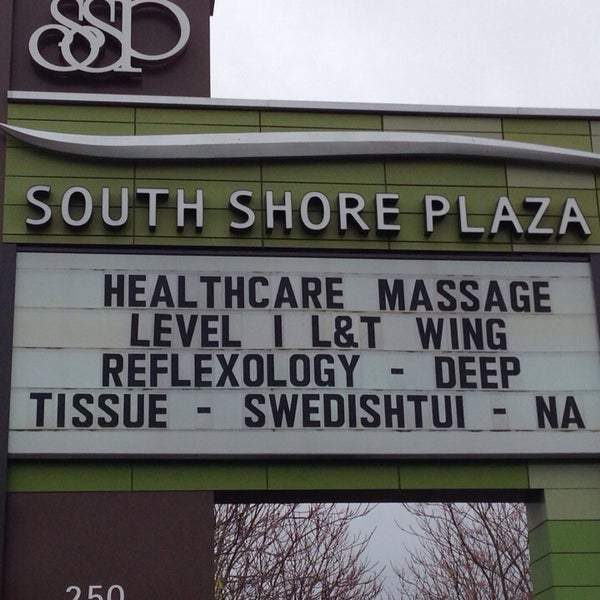 SSP
SOUTH SHORE PLAZA
HEALTHCARE MASSAGE
LEVEL I L&T WING
REFLEXOLOGY - DEEP
TISSUE - SWEDISHTUI - NA
250